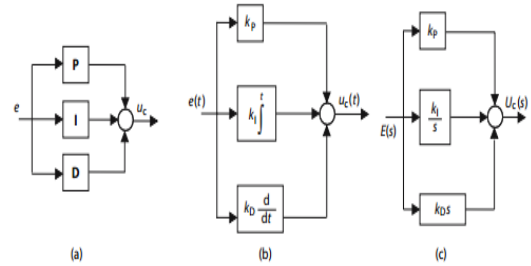 P
e
I
u_c
D
(a)
k_P
e(t)
k_I ∫^t
u_c(t)
k_D d/dt
(b)
k_P
E(s)
k_I/s
U_c(s)
k_D s
(c)